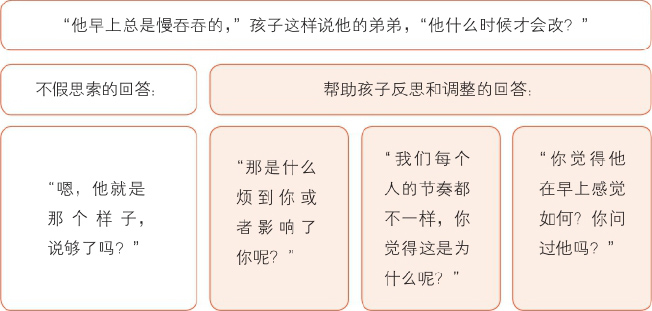 “他早上总是慢吞吞的，”孩子这样说他的弟弟，“他什么时候才会改？”
不假思索的回答：
帮助孩子反思和调整的回答：
“嗯，他就是
那个样子，
说够了吗？”
“那是什么
烦到你或
者影响了
你呢？”
“我们每个
人的节奏都
不一样，你
觉得这是为
什么呢？”
“你觉得他
在早上感觉
如何？你问
过他吗？”